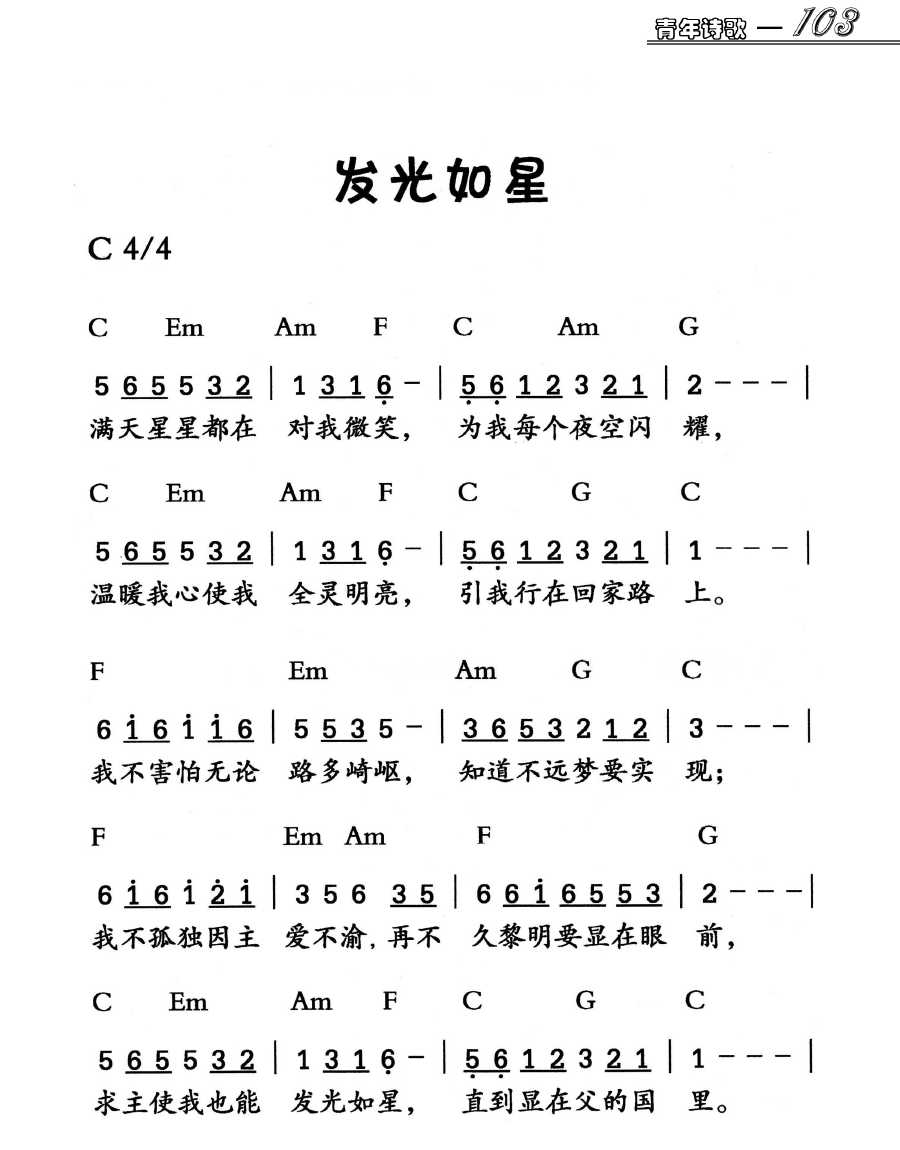 青年诗歌 — 103
发光如星
C 4/4
C Em Am F C Am G
5 6 5 5 3 2 | 1 3 1 6̣ − | 5̣ 6̣ 1 2 3 2 1 | 2 − − − |
满天星星都在 对我微笑， 为我每个夜空闪 耀，
C Em Am F C G C
5 6 5 5 3 2 | 1 3 1 6̣ − | 5̣ 6̣ 1 2 3 2 1 | 1 − − − |
温暖我心使我 全灵明亮， 引我行在回家路 上。
F Em Am G C
6 1̇ 6 1̇ 1̇ 6 | 5 5 3 5 − | 3 6 5 3 2 1 2 | 3 − − − |
我不害怕无论 路多崎岖， 知道不远梦要实 现；
F Em Am F G
6 1̇ 6 1̇ 2̇ 1̇ | 3 5 6 3 5 | 6 6 1̇ 6 5 5 3 | 2 − − − |
我不孤独因主 爱不渝，再不 久黎明要显在眼 前，
C Em Am F C G C
5 6 5 5 3 2 | 1 3 1 6̣ − | 5̣ 6̣ 1 2 3 2 1 | 1 − − − |
求主使我也能 发光如星， 直到显在父的国 里。